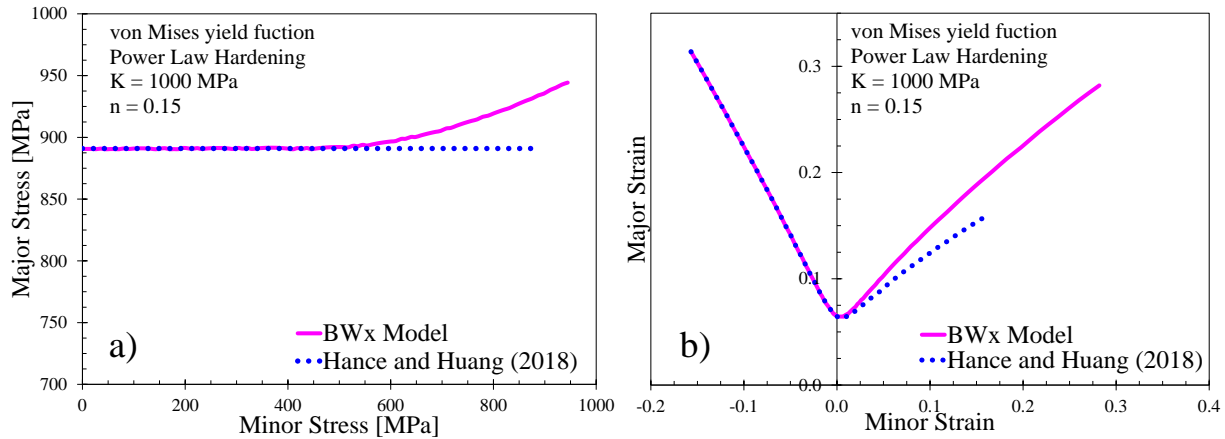 1000
950
900
850
800
750
700
Major Stress [MPa]
von Mises yield fuction
Power Law Hardening
K = 1000 MPa
n = 0.15
a)
BWx Model
Hance and Huang (2018)
0
200
400
600
800
1000
Minor Stress [MPa]
Major Strain
0.3
0.2
0.1
0.0
von Mises yield fuction
Power Law Hardening
K = 1000 MPa
n = 0.15
b)
BWx Model
Hance and Huang (2018)
-0.2
-0.1
0.0
0.1
0.2
0.3
0.4
Minor Strain